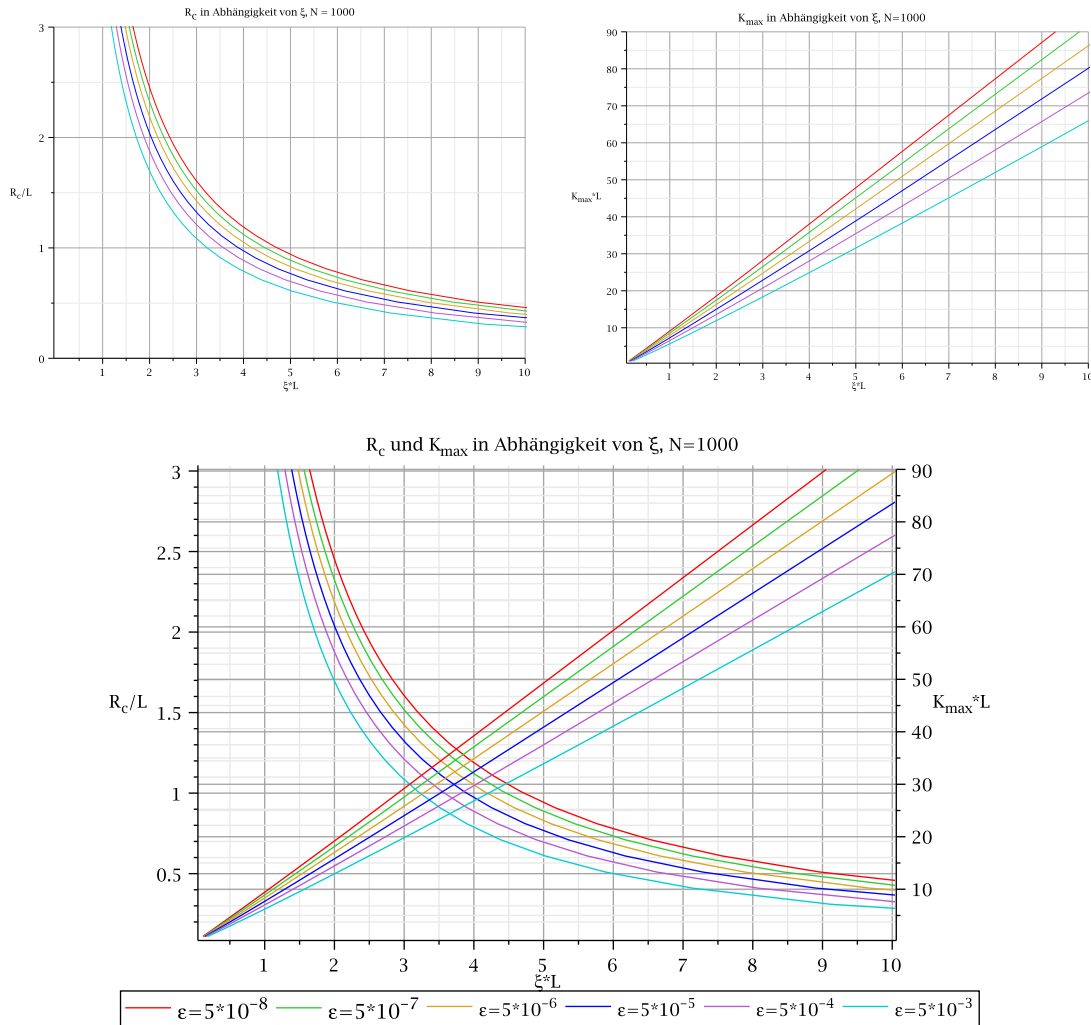 R_c in Abhängigkeit von ξ, N = 1000
3
2
R_c/L
1
0
1 2 3 4 5 6 7 8 9 10
ξ*L
K_max in Abhängigkeit von ξ, N=1000
90
80
70
60
50
K_max*L
40
30
20
10
1 2 3 4 5 6 7 8 9 10
ξ*L
R_c und K_max in Abhängigkeit von ξ, N=1000
3
2.5
2
R_c/L
1.5
1
0.5
90
80
70
60
50
K_max*L
40
30
20
10
1 2 3 4 5 6 7 8 9 10
ξ*L
ε=5*10^-8 ε=5*10^-7 ε=5*10^-6 ε=5*10^-5 ε=5*10^-4 ε=5*10^-3